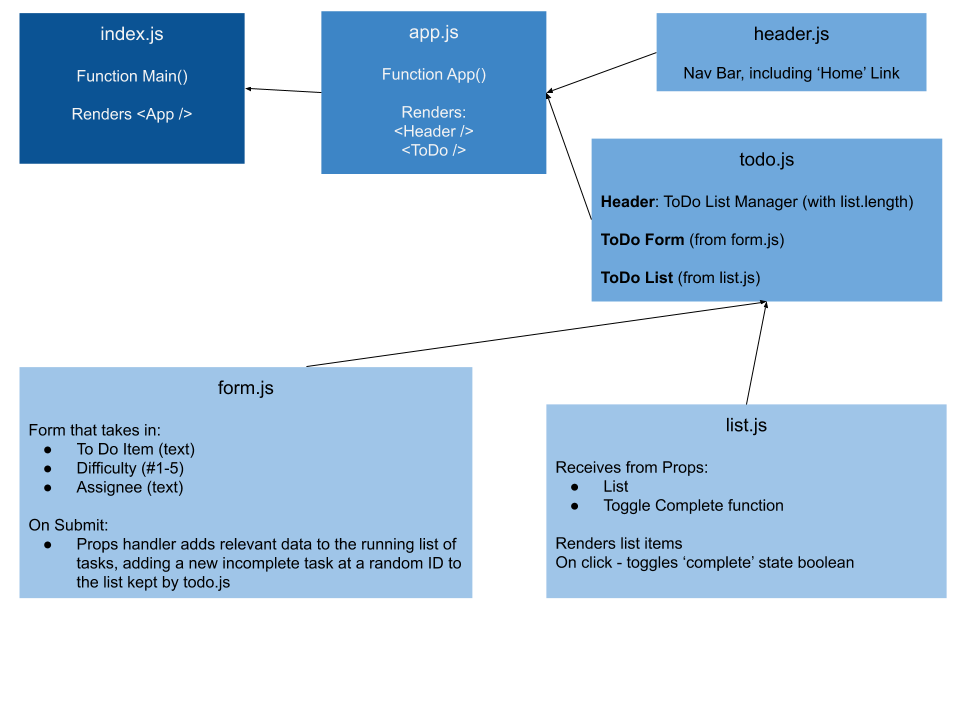 index.js
Function Main()
Renders <App />
app.js
Function App()
Renders:
<Header />
<ToDo />
header.js
Nav Bar, including ‘Home’ Link
todo.js
Header: ToDo List Manager (with list.length)
ToDo Form (from form.js)
ToDo List (from list.js)
form.js
Form that takes in:
● To Do Item (text)
● Difficulty (#1-5)
● Assignee (text)
On Submit:
● Props handler adds relevant data to the running list of
tasks, adding a new incomplete task at a random ID to
the list kept by todo.js
list.js
Receives from Props:
● List
● Toggle Complete function
Renders list items
On click - toggles ‘complete’ state boolean